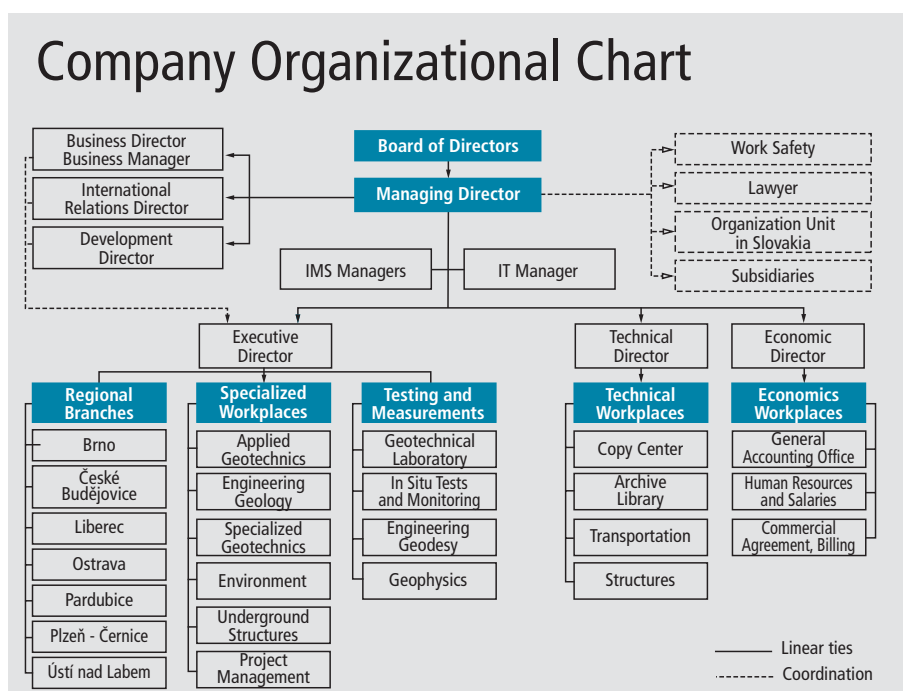 Company Organizational Chart
Business Director
Business Manager
International
Relations Director
Development
Director
Board of Directors
Managing Director
Work Safety
Lawyer
Organization Unit
in Slovakia
Subsidiaries
IMS Managers
IT Manager
Executive
Director
Technical
Director
Economic
Director
Regional
Branches
Brno
České
Budějovice
Liberec
Ostrava
Pardubice
Plzeň - Černice
Ústí nad Labem
Specialized
Workplaces
Applied
Geotechnics
Engineering
Geology
Specialized
Geotechnics
Environment
Underground
Structures
Project
Management
Testing and
Measurements
Geotechnical
Laboratory
In Situ Tests
and Monitoring
Engineering
Geodesy
Geophysics
Technical
Workplaces
Copy Center
Archive
Library
Transportation
Structures
Economics
Workplaces
General
Accounting Office
Human Resources
and Salaries
Commercial
Agreement, Billing
Linear ties
Coordination